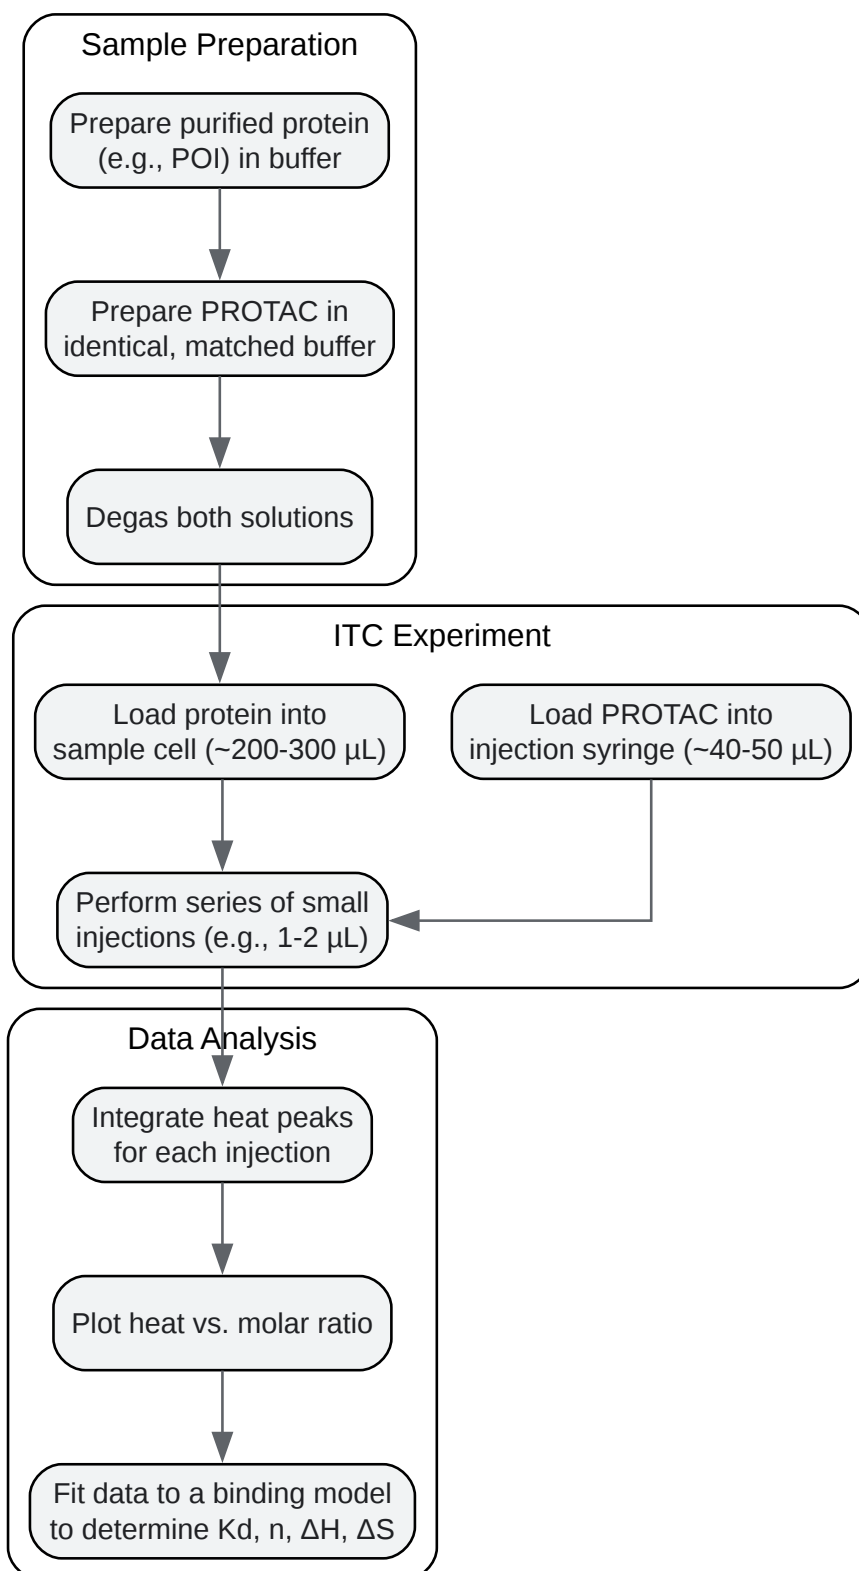 Sample Preparation
Prepare purified protein
(e.g., POI) in buffer
Prepare PROTAC in
identical, matched buffer
Degas both solutions
ITC Experiment
Load protein into
sample cell (~200-300 µL)
Load PROTAC into
injection syringe (~40-50 µL)
Perform series of small
injections (e.g., 1-2 µL)
Data Analysis
Integrate heat peaks
for each injection
Plot heat vs. molar ratio
Fit data to a binding model
to determine Kd, n, ΔH, ΔS